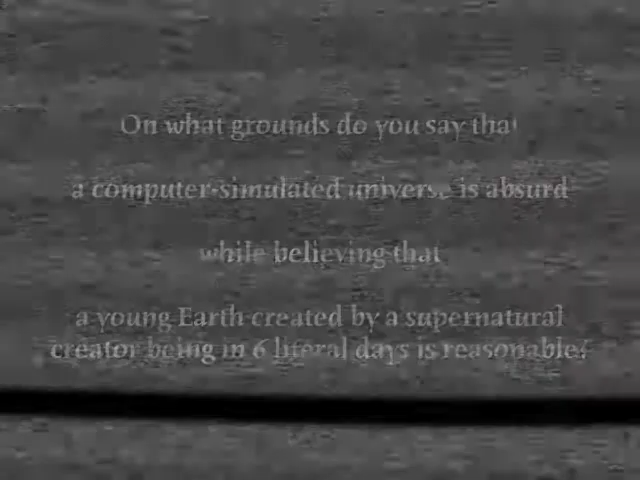 On what grounds do you say that
a computer-simulated universe is absurd
while believing that
a young Earth created by a supernatural
creator being in 6 literal days is reasonable?